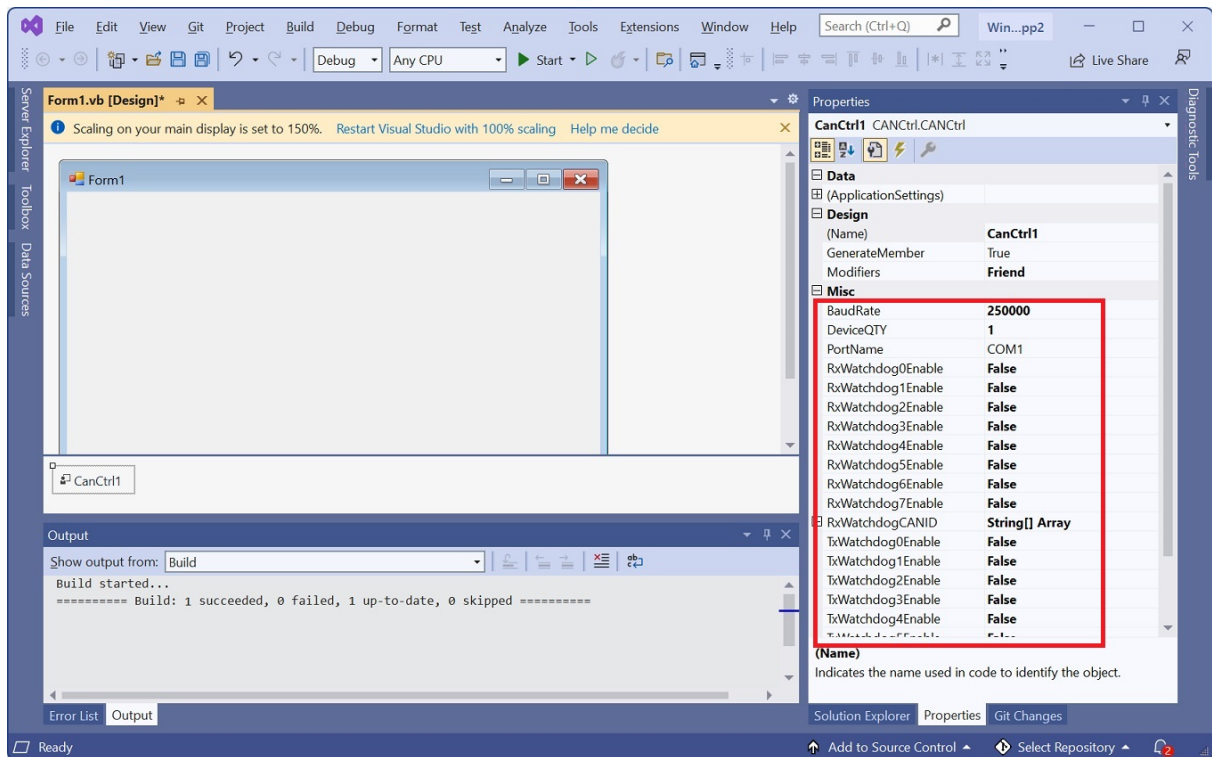 File Edit View Git Project Build Debug Format Test Analyze Tools Extensions Window Help Search (Ctrl+Q) Win...pp2
Debug Any CPU Start Live Share
Server Explorer
Toolbox
Data Sources
Form1.vb [Design]*
Scaling on your main display is set to 150%. Restart Visual Studio with 100% scaling Help me decide
Form1
CanCtrl1
Output
Show output from: Build
Build started...
========== Build: 1 succeeded, 0 failed, 1 up-to-date, 0 skipped ==========
Error List Output
Properties
CanCtrl1 CANCtrl.CANCtrl
Data
(ApplicationSettings)
Design
(Name) CanCtrl1
GenerateMember True
Modifiers Friend
Misc
BaudRate 250000
DeviceQTY 1
PortName COM1
RxWatchdog0Enable False
RxWatchdog1Enable False
RxWatchdog2Enable False
RxWatchdog3Enable False
RxWatchdog4Enable False
RxWatchdog5Enable False
RxWatchdog6Enable False
RxWatchdog7Enable False
RxWatchdogCANID String[] Array
TxWatchdog0Enable False
TxWatchdog1Enable False
TxWatchdog2Enable False
TxWatchdog3Enable False
TxWatchdog4Enable False
(Name)
Indicates the name used in code to identify the object.
Solution Explorer Properties Git Changes
Diagnostic Tools
Ready Add to Source Control Select Repository 2